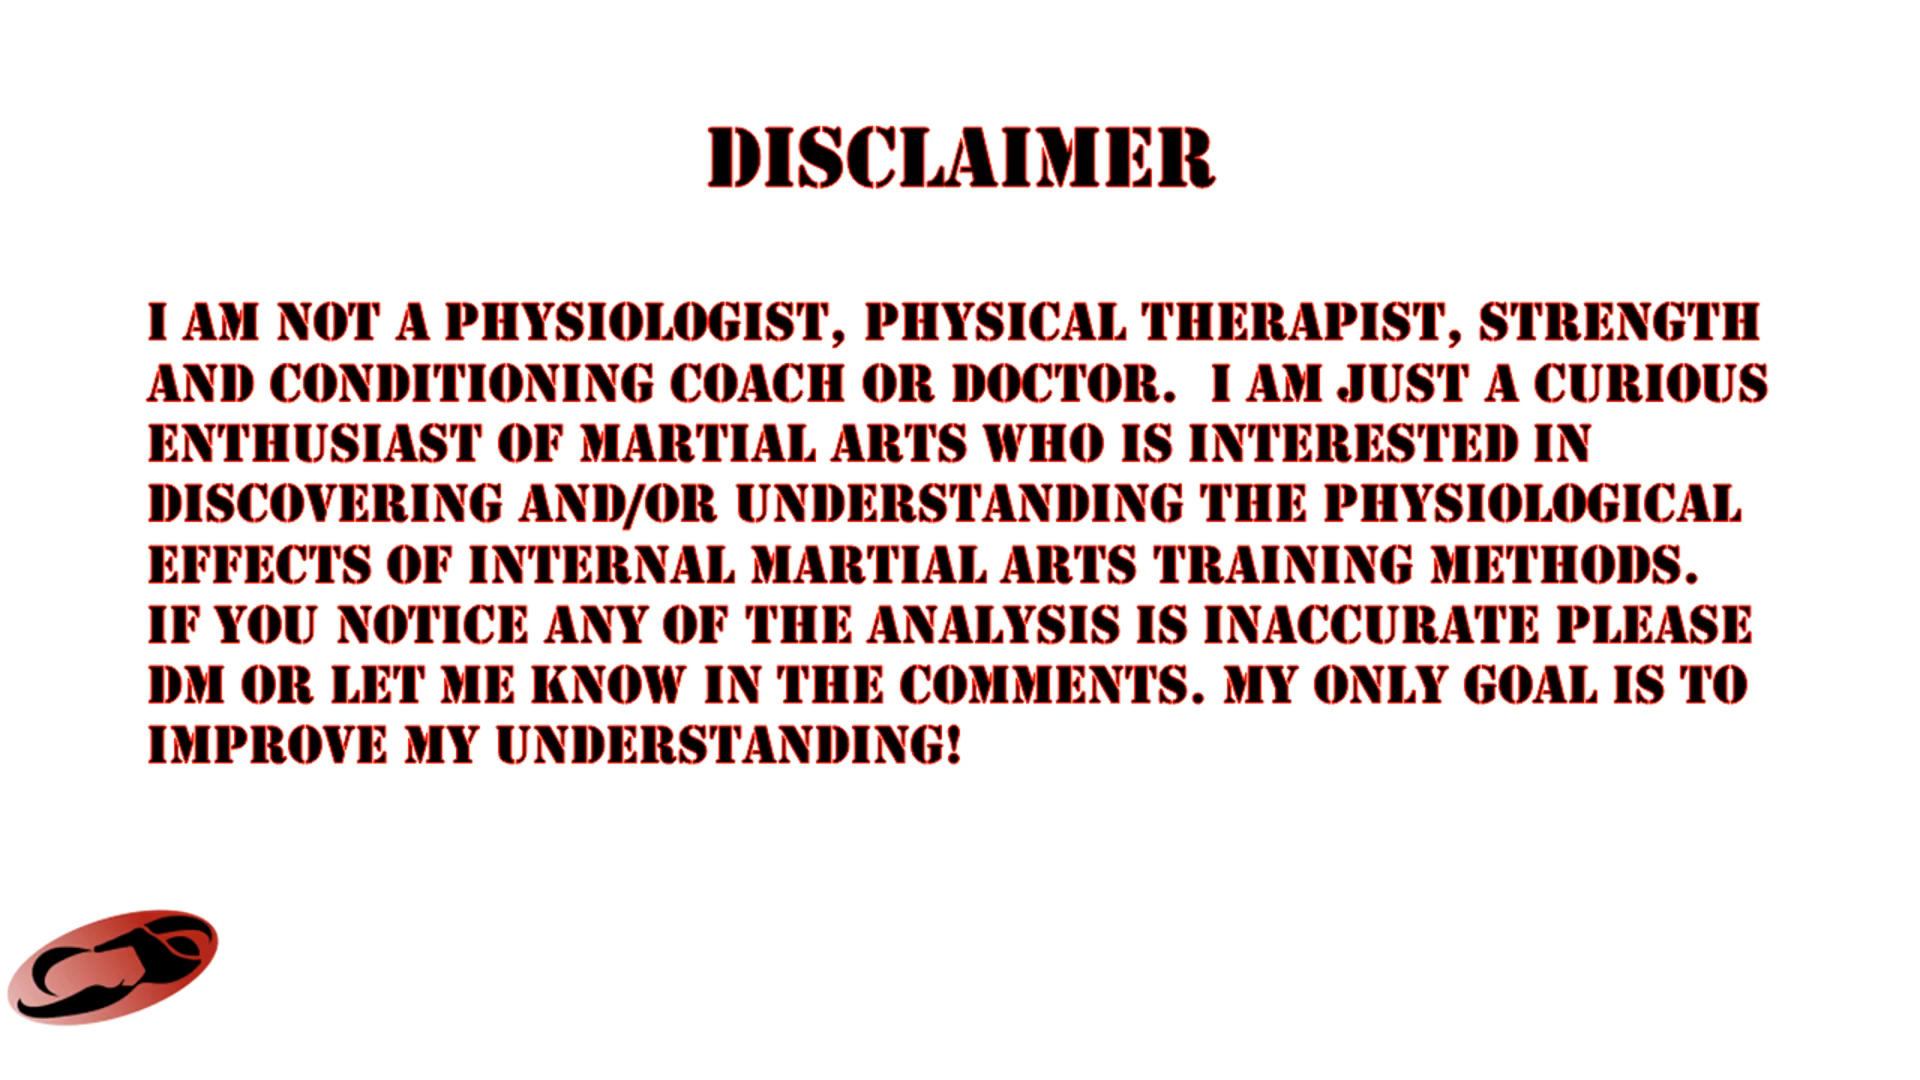 DISCLAIMER
I AM NOT A PHYSIOLOGIST, PHYSICAL THERAPIST, STRENGTH
AND CONDITIONING COACH OR DOCTOR.  I AM JUST A CURIOUS
ENTHUSIAST OF MARTIAL ARTS WHO IS INTERESTED IN
DISCOVERING AND/OR UNDERSTANDING THE PHYSIOLOGICAL
EFFECTS OF INTERNAL MARTIAL ARTS TRAINING METHODS.
IF YOU NOTICE ANY OF THE ANALYSIS IS INACCURATE PLEASE
DM OR LET ME KNOW IN THE COMMENTS. MY ONLY GOAL IS TO
IMPROVE MY UNDERSTANDING!